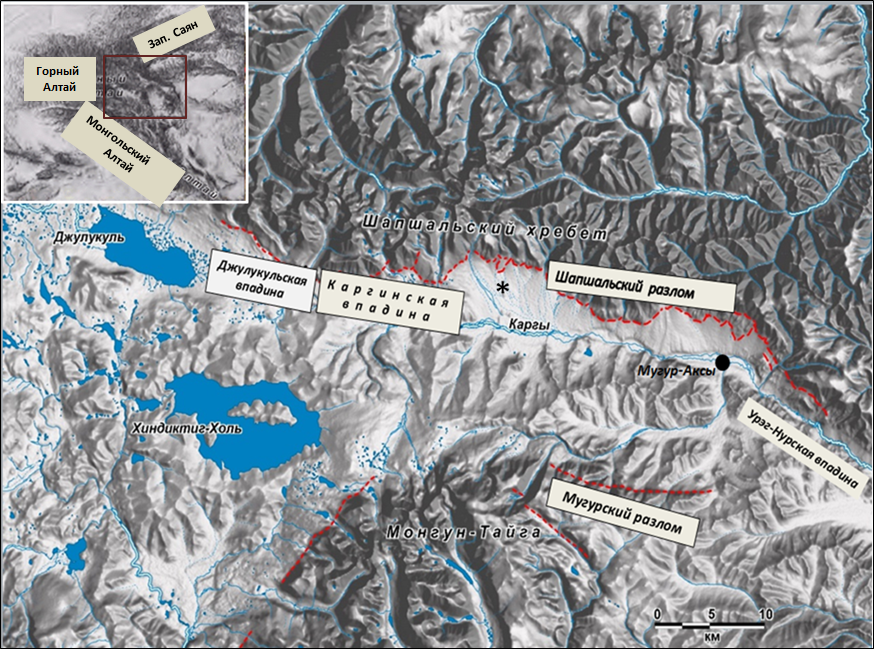 Зап. Саян
Горный
Алтай
Монгольский
Алтай
Шапшальский хребет
Джулукуль
Джулукульская
впадина
Каргинская
впадина
Шапшальский разлом
Каргы
Мугур-Аксы
Хиндиктиг-Холь
Урэг-Нурская впадина
Мугурский разлом
Монгун-Тайга
0 5 10
км